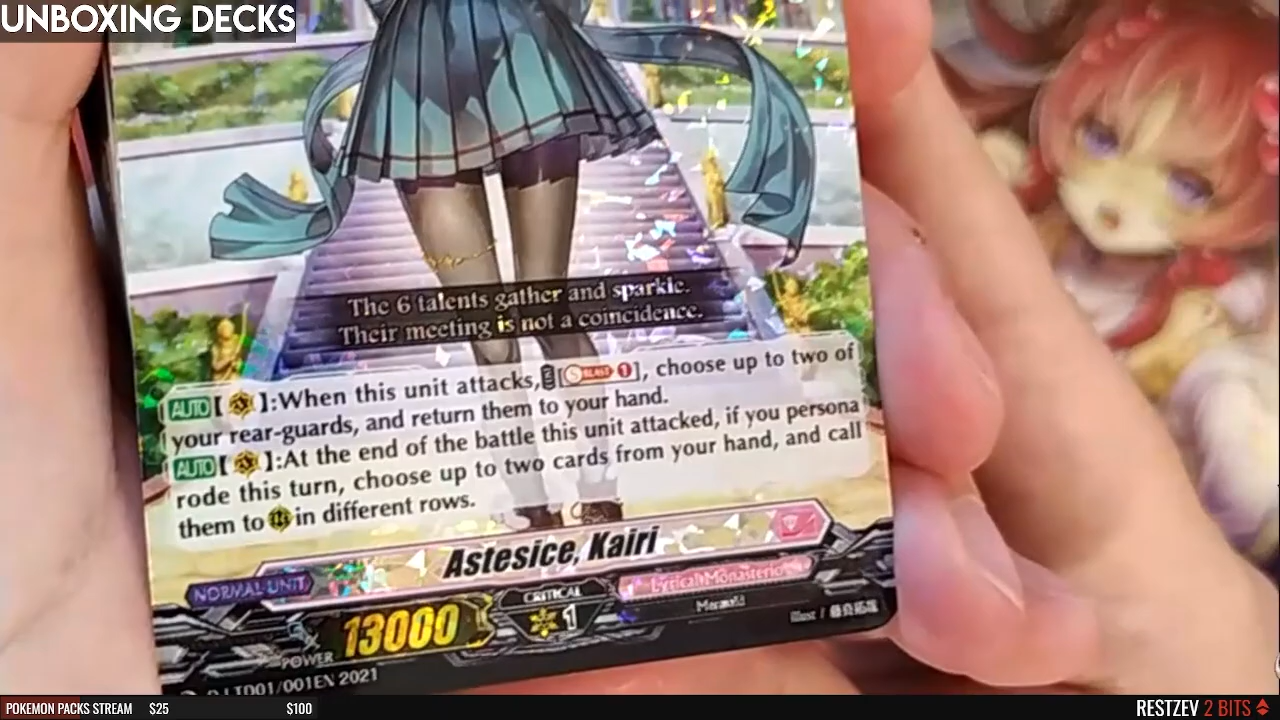 UNBOXING DECKS
The 6 talents gather and sparkle.
Their meeting is not a coincidence.
AUTO【 】:When this unit attacks, [S BLAST 1], choose up to two of
your rear-guards, and return them to your hand.
AUTO【 】:At the end of the battle this unit attacked, if you persona
rode this turn, choose up to two cards from your hand, and call
them to in different rows.
Astesice, Kairi
NORMAL UNIT
Lyrical Monasterio
CRITICAL
13000
1
Mermaid
POWER
Illust /
LTD01/001EN 2021
POKEMON PACKS STREAM $25 $100
RESTZEV 2 BITS